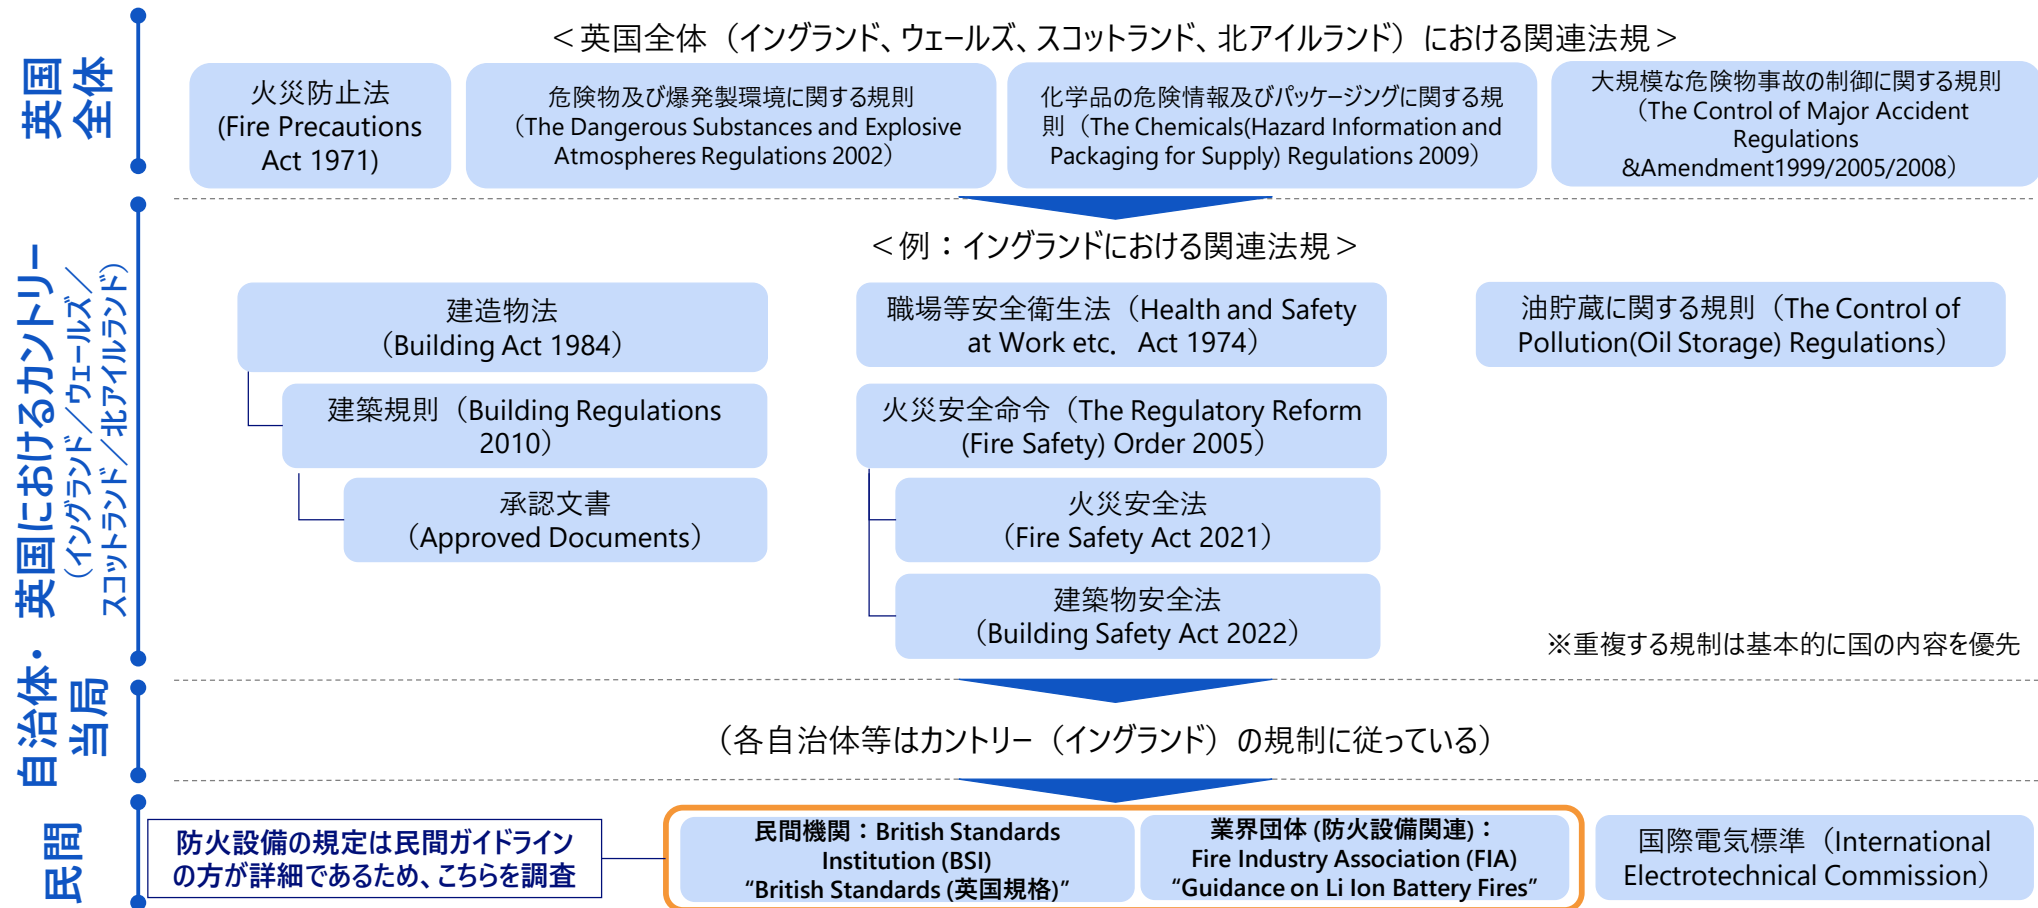 英国
全体
<英国全体（イングランド、ウェールズ、スコットランド、北アイルランド）における関連法規>
火災防止法
(Fire Precautions
Act 1971)
危険物及び爆発製環境に関する規則
（The Dangerous Substances and Explosive
Atmospheres Regulations 2002）
化学品の危険情報及びパッケージングに関する規
則（The Chemicals(Hazard Information and
Packaging for Supply) Regulations 2009）
大規模な危険物事故の制御に関する規則
（The Control of Major Accident
Regulations
&Amendment1999/2005/2008）
英国におけるカントリー
（イングランド／ウェールズ／
スコットランド／北アイルランド）
<例：イングランドにおける関連法規>
建造物法
（Building Act 1984）
建築規則（Building Regulations
2010）
承認文書
（Approved Documents）
職場等安全衛生法（Health and Safety
at Work etc. Act 1974）
火災安全命令（The Regulatory Reform
(Fire Safety) Order 2005）
火災安全法
（Fire Safety Act 2021）
建築物安全法
（Building Safety Act 2022）
油貯蔵に関する規則（The Control of
Pollution(Oil Storage) Regulations）
※重複する規制は基本的に国の内容を優先
自治体・
当局
（各自治体等はカントリー（イングランド）の規制に従っている）
民間
防火設備の規定は民間ガイドライン
の方が詳細であるため、こちらを調査
民間機関：British Standards
Institution (BSI)
“British Standards (英国規格)”
業界団体 (防火設備関連)：
Fire Industry Association (FIA)
“Guidance on Li Ion Battery Fires”
国際電気標準（International
Electrotechnical Commission）